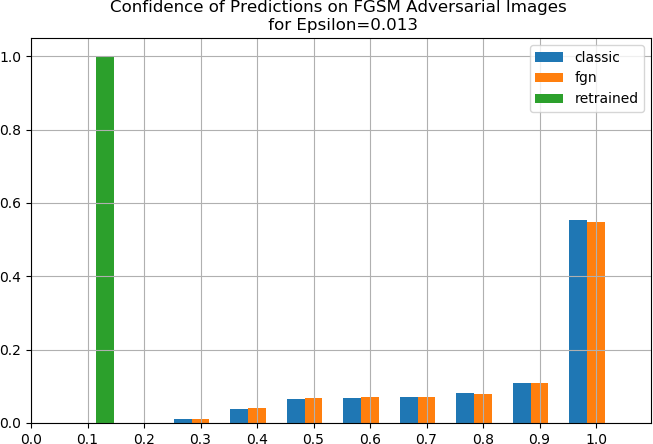 Confidence of Predictions on FGSM Adversarial Images
for Epsilon=0.013
classic
fgn
retrained
1.0
0.8
0.6
0.4
0.2
0.0
0.0 0.1 0.2 0.3 0.4 0.5 0.6 0.7 0.8 0.9 1.0